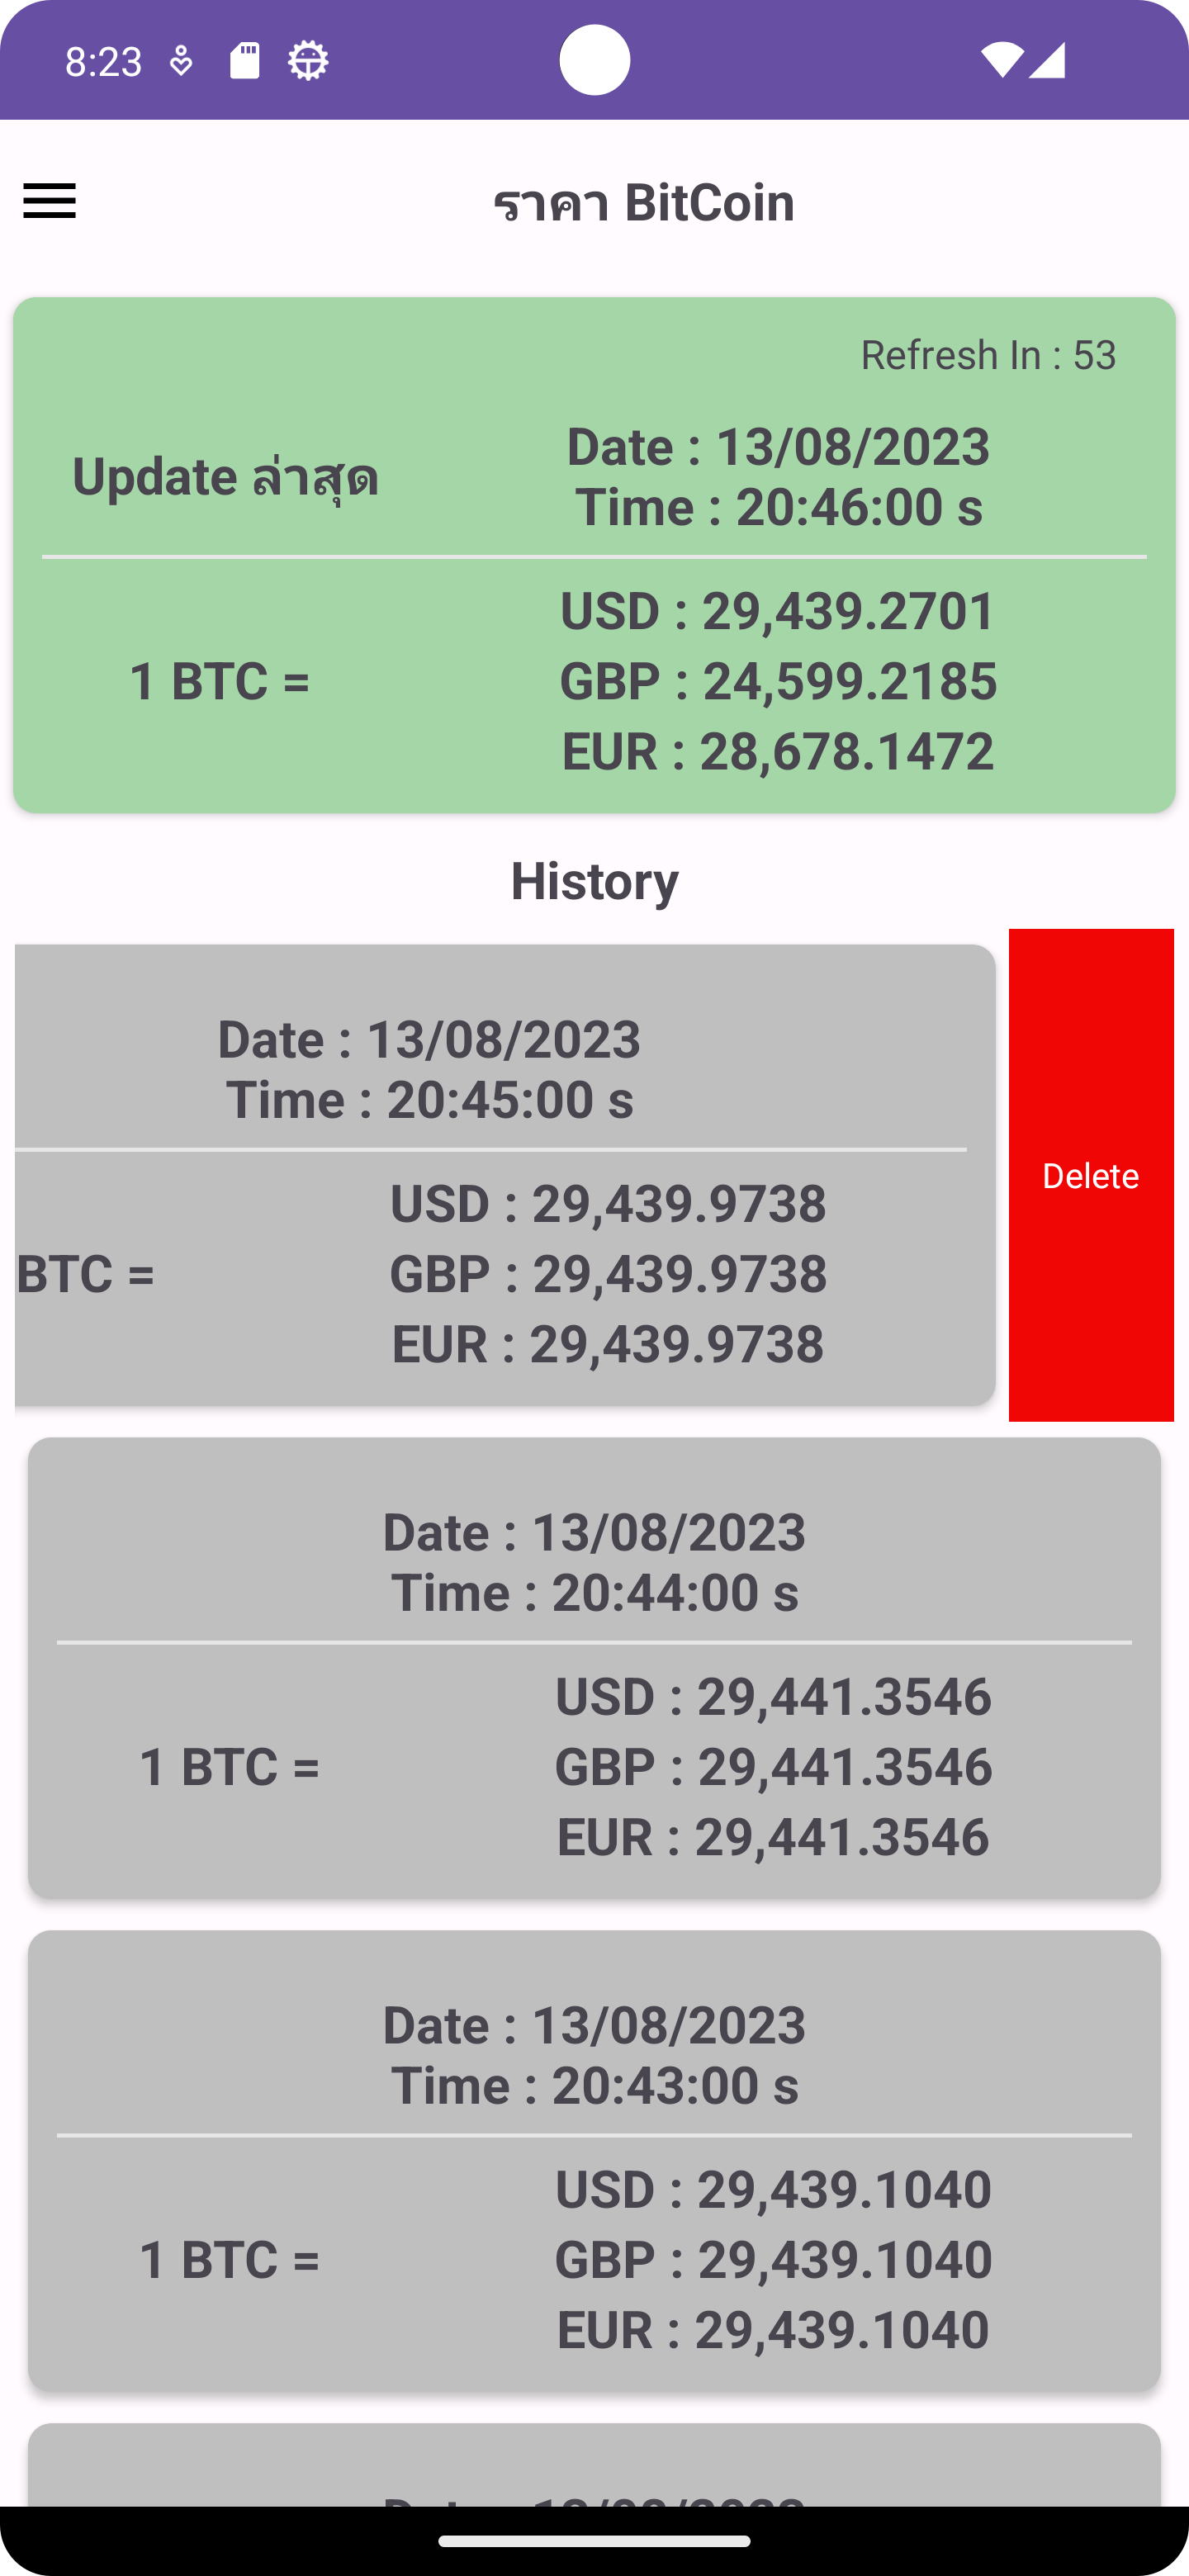 8:23
ราคา BitCoin
Refresh In : 53
Update ล่าสุด
Date : 13/08/2023
Time : 20:46:00 s
1 BTC =
USD : 29,439.2701
GBP : 24,599.2185
EUR : 28,678.1472
History
Date : 13/08/2023
Time : 20:45:00 s
BTC =
USD : 29,439.9738
GBP : 29,439.9738
EUR : 29,439.9738
Delete
Date : 13/08/2023
Time : 20:44:00 s
1 BTC =
USD : 29,441.3546
GBP : 29,441.3546
EUR : 29,441.3546
Date : 13/08/2023
Time : 20:43:00 s
1 BTC =
USD : 29,439.1040
GBP : 29,439.1040
EUR : 29,439.1040